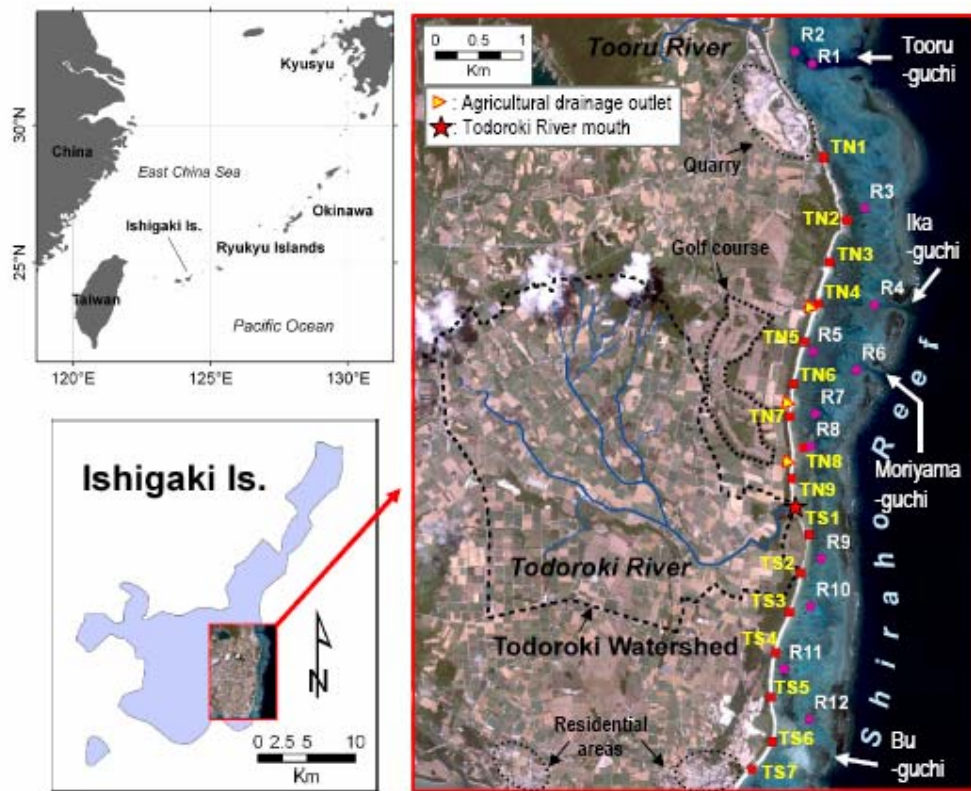 Kyusyu
30°N
China
East China Sea
Okinawa
Ishigaki Is.
Ryukyu Islands
25°N
Taiwan
Pacific Ocean
120°E
125°E
130°E
Ishigaki Is.
N
0 2.5 5 10
Km
0 0.5 1
Km
: Agricultural drainage outlet
: Todoroki River mouth
Tooru River
R2
R1
Tooru
-guchi
Quarry
TN1
R3
TN2
Ika
-guchi
Golf course
TN3
TN4
R4
TN5
R5
R6
TN6
R7
TN7
R8
Moriyama
-guchi
TN8
TN9
TS1
R9
Todoroki River
TS2
R10
TS3
Todoroki Watershed
TS4
R11
TS5
R12
Residential
areas
TS6
TS7
Bu
-guchi
Shiraho Reef